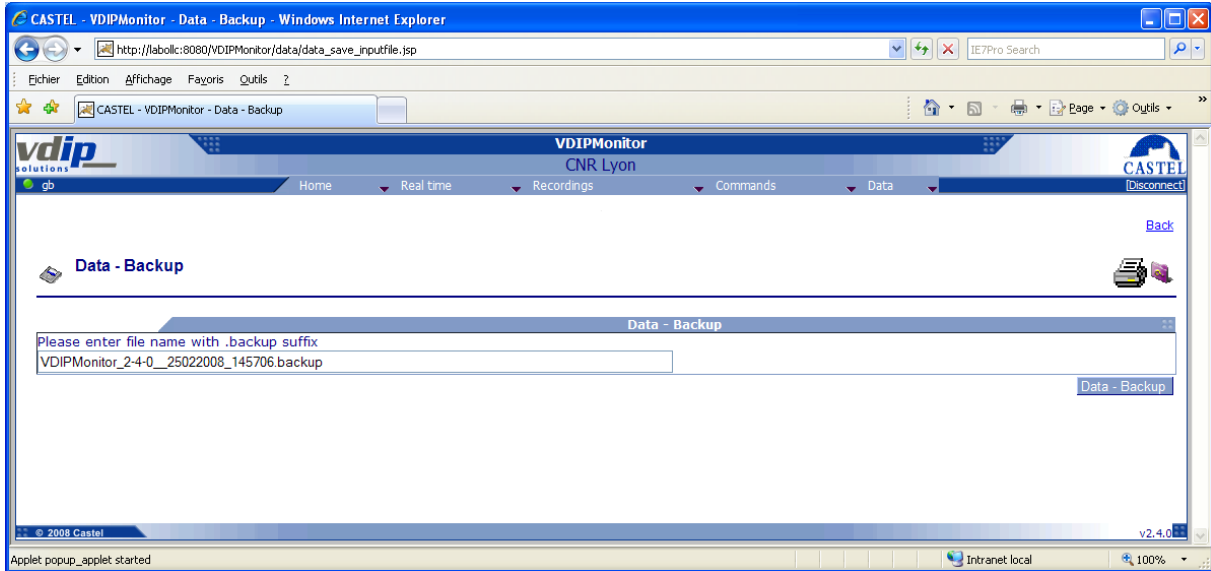 CASTEL - VDIPMonitor - Data - Backup - Windows Internet Explorer
http://labollc:8080/VDIPMonitor/data/data_save_inputfile.jsp
IE7Pro Search
Fichier Edition Affichage Favoris Outils ?
CASTEL - VDIPMonitor - Data - Backup
Page Outils »
vdip
solutions
VDIPMonitor
CNR Lyon
CASTEL
gb
Home Real time Recordings Commands Data
[Disconnect]
Back
Data - Backup
Data - Backup
Please enter file name with .backup suffix
VDIPMonitor_2-4-0__25022008_145706.backup
Data - Backup
© 2008 Castel
v2.4.0
Applet popup_applet started
Intranet local
100%